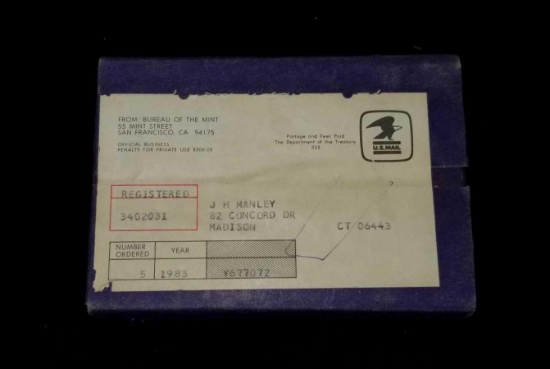 FROM: BUREAU OF THE MINT
55 MINT STREET
SAN FRANCISCO, CA 94175
OFFICIAL BUSINESS
PENALTY FOR PRIVATE USE $300.00
Postage and Fees Paid
The Department of the Treasury
U.S. MAIL
REGISTERED
3402031
J H MANLEY
82 CONCORD DR
MADISON CT 06443
NUMBER ORDERED YEAR
5 1983 V677072